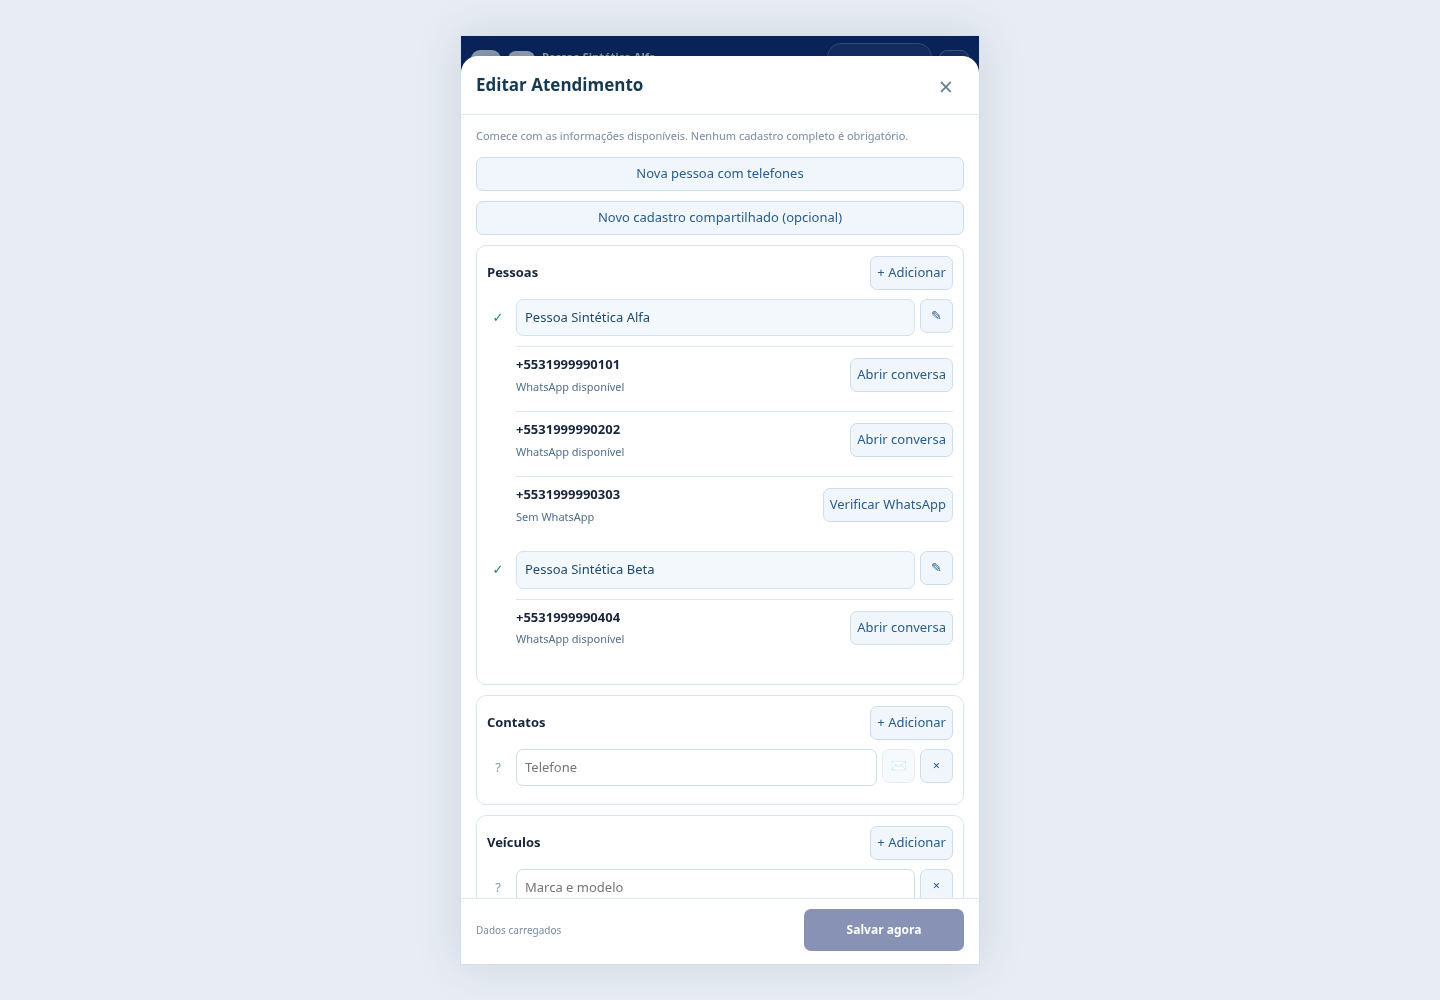 Editar Atendimento
Comece com as informações disponíveis. Nenhum cadastro completo é obrigatório.
Nova pessoa com telefones
Novo cadastro compartilhado (opcional)
Pessoas
+ Adicionar
✓ Pessoa Sintética Alfa ✎
+5531999990101
WhatsApp disponível
Abrir conversa
+5531999990202
WhatsApp disponível
Abrir conversa
+5531999990303
Sem WhatsApp
Verificar WhatsApp
✓ Pessoa Sintética Beta ✎
+5531999990404
WhatsApp disponível
Abrir conversa
Contatos
+ Adicionar
? Telefone ✉ ×
Veículos
+ Adicionar
? Marca e modelo ×
Dados carregados
Salvar agora